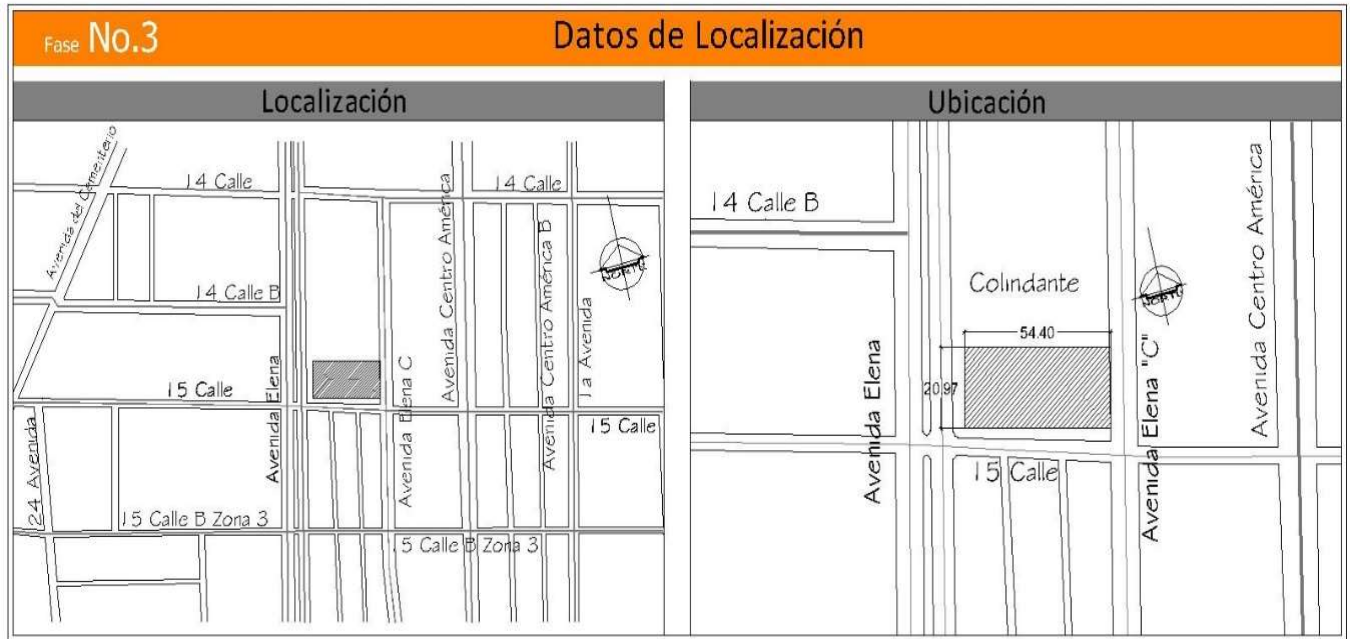 Fase No.3
Datos de Localización
Localización
Avenida del Cementerio
14 Calle
14 Calle
Avenida Centro América
Avenida Centro América B
NORTE
14 Calle B
1a Avenida
Avenida Elena
Avenida Elena C
15 Calle
15 Calle
24 Avenida
15 Calle B Zona 3
15 Calle B Zona 3
Ubicación
14 Calle B
Avenida Centro América
Colindante
NORTE
54.40
20.97
Avenida Elena
Avenida Elena "C"
15 Calle